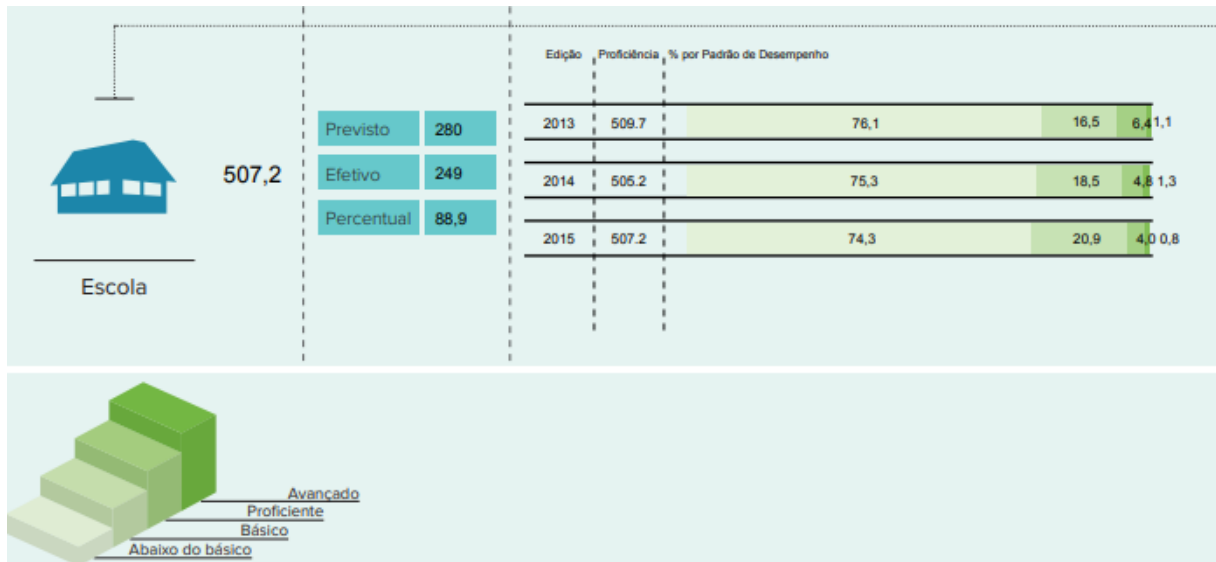 Edição Proficiência % por Padrão de Desempenho
Previsto 280
Efetivo 249
Percentual 88,9
507,2
Escola
2013 509.7 76,1 16,5 6,4 1,1
2014 505.2 75,3 18,5 4,8 1,3
2015 507.2 74,3 20,9 4,0 0,8
Avançado
Proficiente
Básico
Abaixo do básico